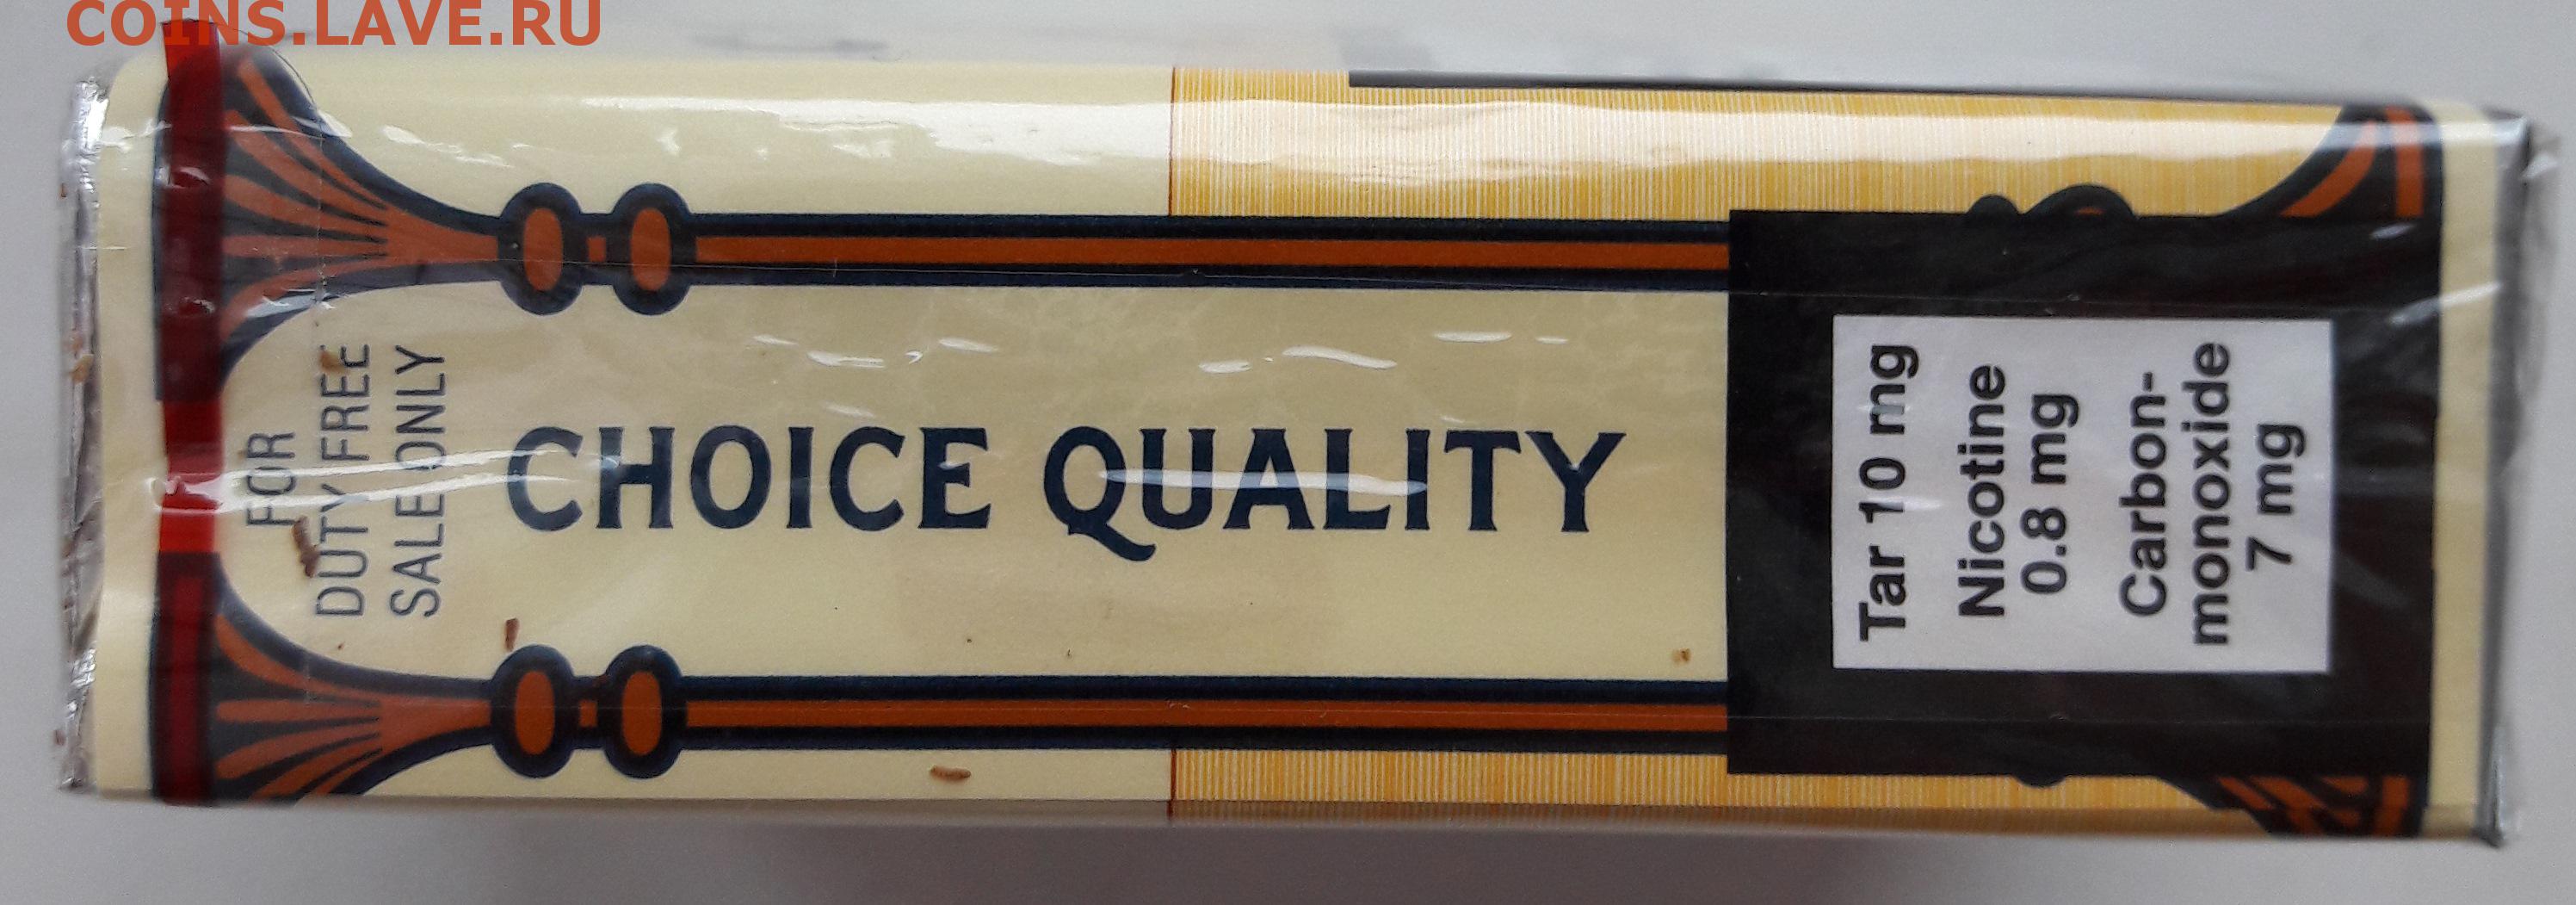 COINS.LAVE.RU
FOR
DUTY FREE
SALE ONLY
CHOICE QUALITY
Tar 10 mg
Nicotine
0.8 mg
Carbon-
monoxide
7 mg